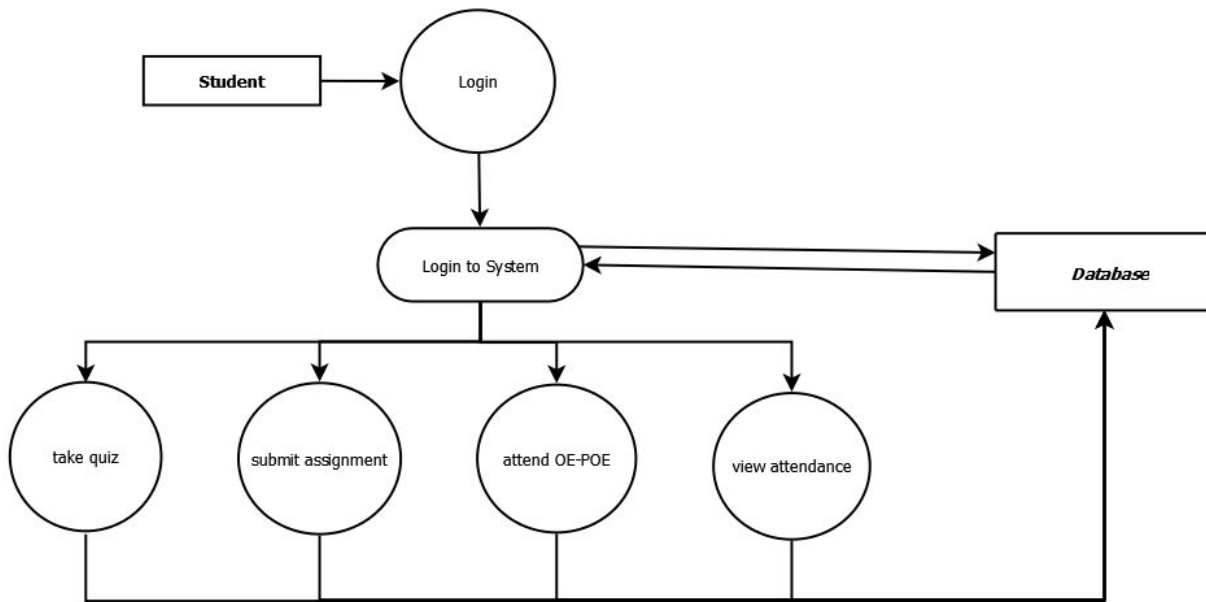 Student
Login
Login to System
Database
take quiz
submit assignment
attend OE-POE
view attendance